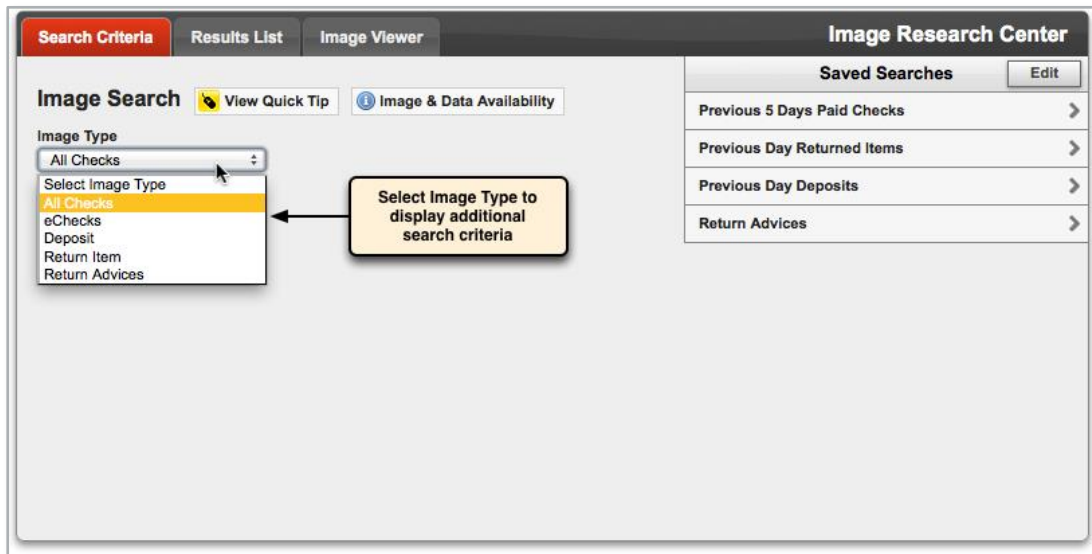 Search Criteria
Results List
Image Viewer
Image Research Center
Image Search
View Quick Tip
Image & Data Availability
Image Type
All Checks
Select Image Type
All Checks
eChecks
Deposit
Return Item
Return Advices
Select Image Type to
display additional
search criteria
Saved Searches
Edit
Previous 5 Days Paid Checks
Previous Day Returned Items
Previous Day Deposits
Return Advices